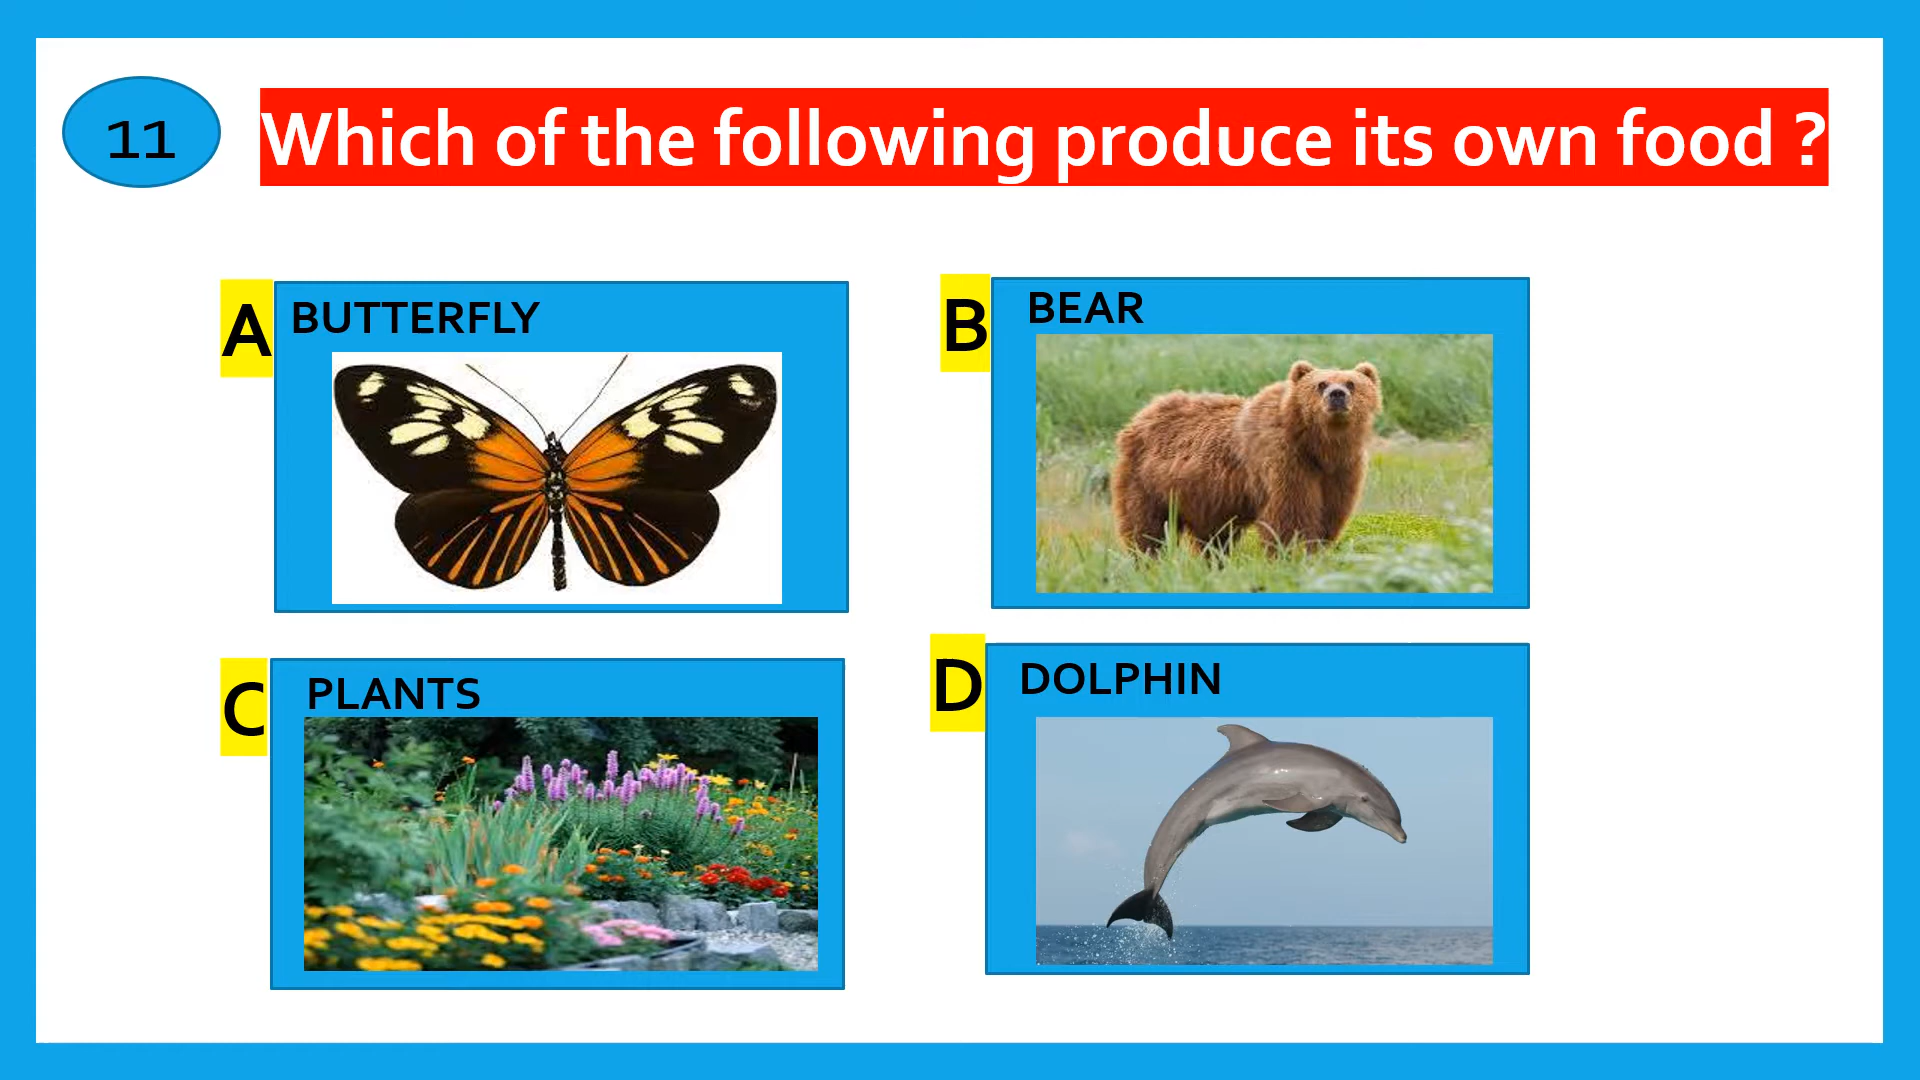 11
Which of the following produce its own food ?
A
BUTTERFLY
B
BEAR
C
PLANTS
D
DOLPHIN